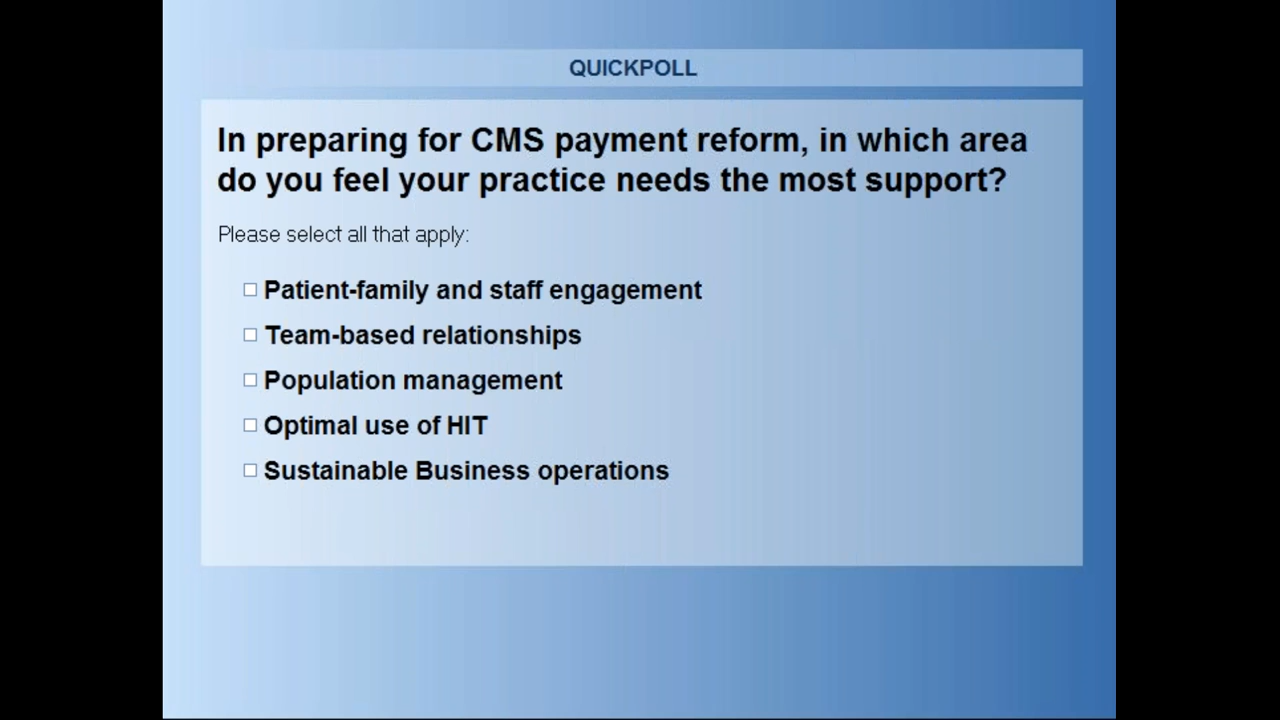 QUICKPOLL
In preparing for CMS payment reform, in which area
do you feel your practice needs the most support?
Please select all that apply:
Patient-family and staff engagement
Team-based relationships
Population management
Optimal use of HIT
Sustainable Business operations